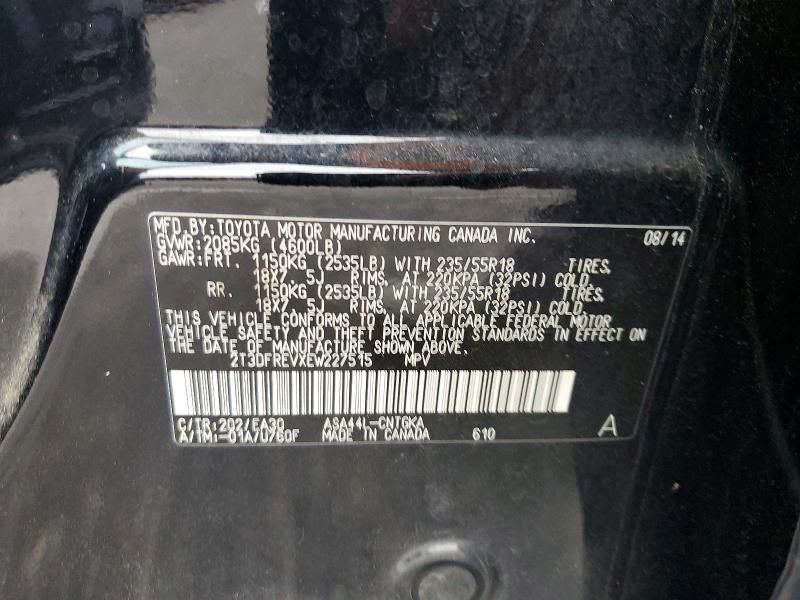 MFD.BY:TOYOTA MOTOR MANUFACTURING CANADA INC. 08/14
GVWR:2085KG (4600LB)
GAWR:FRT. 1150KG (2535LB) WITH 235/55R18 TIRES.
18X7.5J RIMS. AT 220KPA (32PSI) COLD.
RR. 1150KG (2535LB) WITH 235/55R18 TIRES.
18X7.5J RIMS. AT 220KPA (32PSI) COLD.
THIS VEHICLE CONFORMS TO ALL APPLICABLE FEDERAL MOTOR
VEHICLE SAFETY AND THEFT PREVENTION STANDARDS IN EFFECT ON
THE DATE OF MANUFACTURE SHOWN ABOVE.
2T3DFREVXEW227515 MPV
C/TR:202/EA30 ASA44L-CNTGKA
A/TM:-01A/U760F MADE IN CANADA 610 A